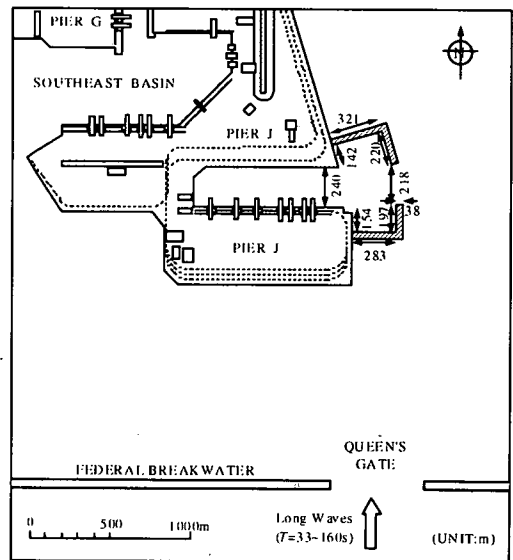 PIER G
N
SOUTHEAST BASIN
PIER J
321
142
220
218
240
154
197
38
PIER J
283
QUEEN'S
GATE
FEDERAL BREAKWATER
0 500 1000m
Long Waves
(T=33~160s)
(UNIT:m)